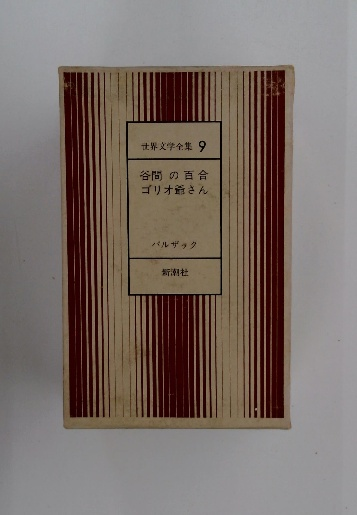 世界文学全集 9
谷間の百合
ゴリオ爺さん
バルザック
新潮社